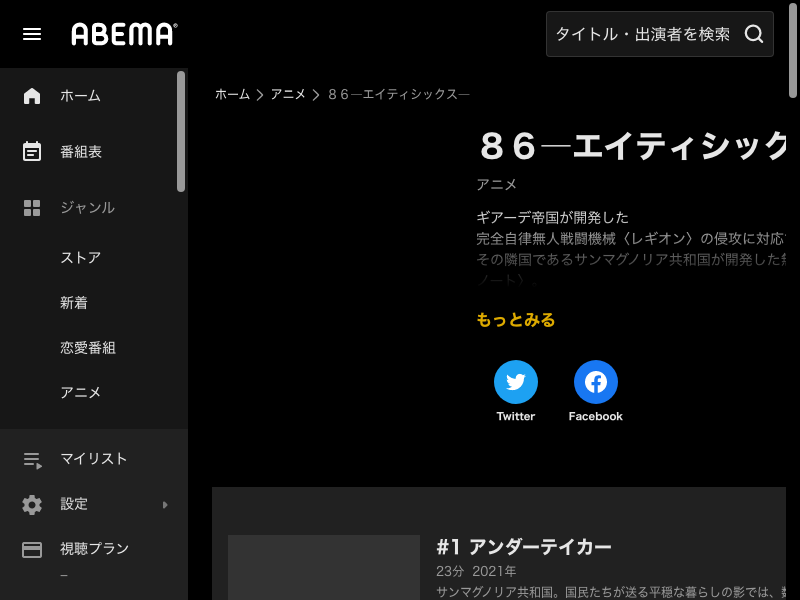 ABEMA
タイトル・出演者を検索
ホーム
番組表
ジャンル
ストア
新着
恋愛番組
アニメ
マイリスト
設定
視聴プラン
–
ホーム アニメ ８６―エイティシックス―
８６―エイティシック
アニメ
ギアーデ帝国が開発した
完全自律無人戦闘機械〈レギオン〉の侵攻に対応
その隣国であるサンマグノリア共和国が開発した
ノート〉。
もっとみる
Twitter
Facebook
#1 アンダーテイカー
23分 2021年
サンマグノリア共和国。国民たちが送る平穏な暮らしの影では、